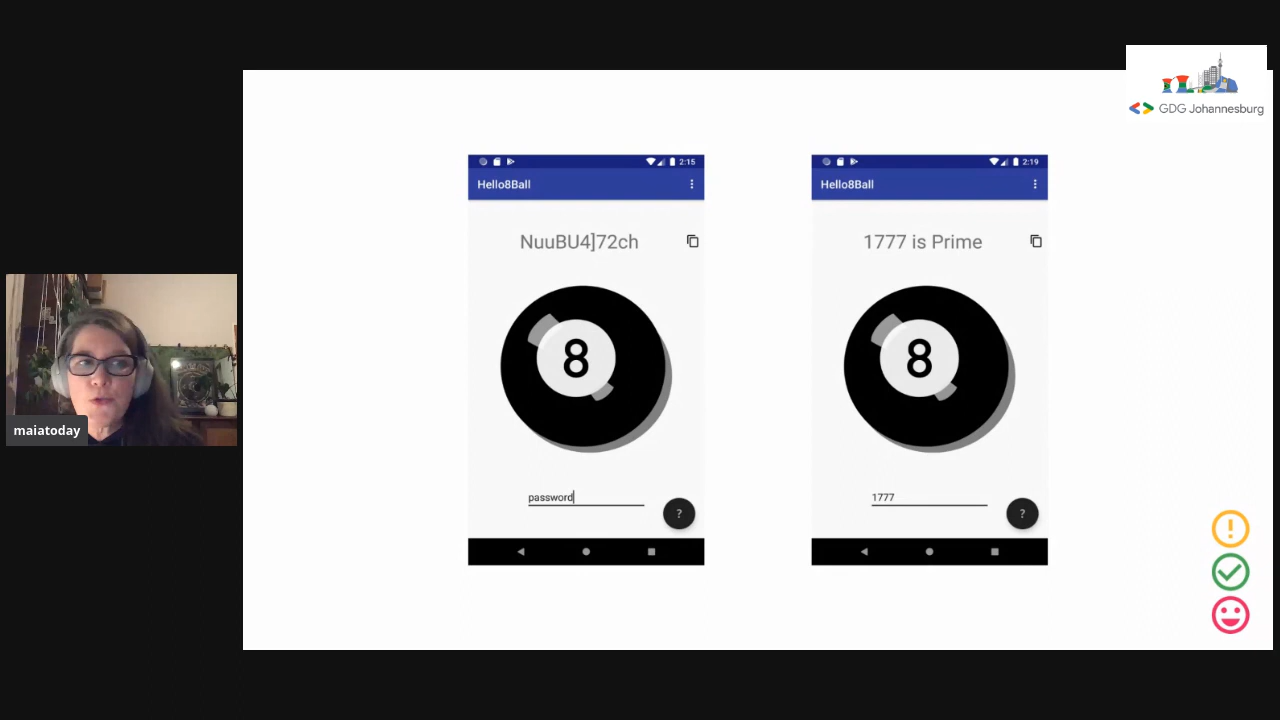 GDG Johannesburg
2:15
Hello8Ball
NuuBU4]72ch
8
password
?
2:19
Hello8Ball
1777 is Prime
8
1777
?
maiatoday